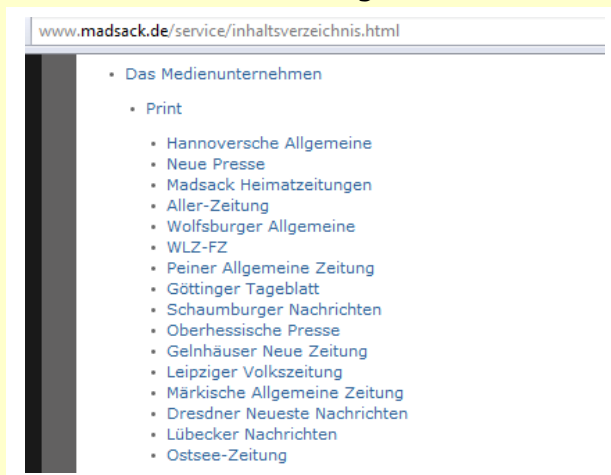 www.madsack.de/service/inhaltsverzeichnis.html
• Das Medienunternehmen
• Print
• Hannoversche Allgemeine
• Neue Presse
• Madsack Heimatzeitungen
• Aller-Zeitung
• Wolfsburger Allgemeine
• WLZ-FZ
• Peiner Allgemeine Zeitung
• Göttinger Tageblatt
• Schaumburger Nachrichten
• Oberhessische Presse
• Gelnhäuser Neue Zeitung
• Leipziger Volkszeitung
• Märkische Allgemeine Zeitung
• Dresdner Neueste Nachrichten
• Lübecker Nachrichten
• Ostsee-Zeitung